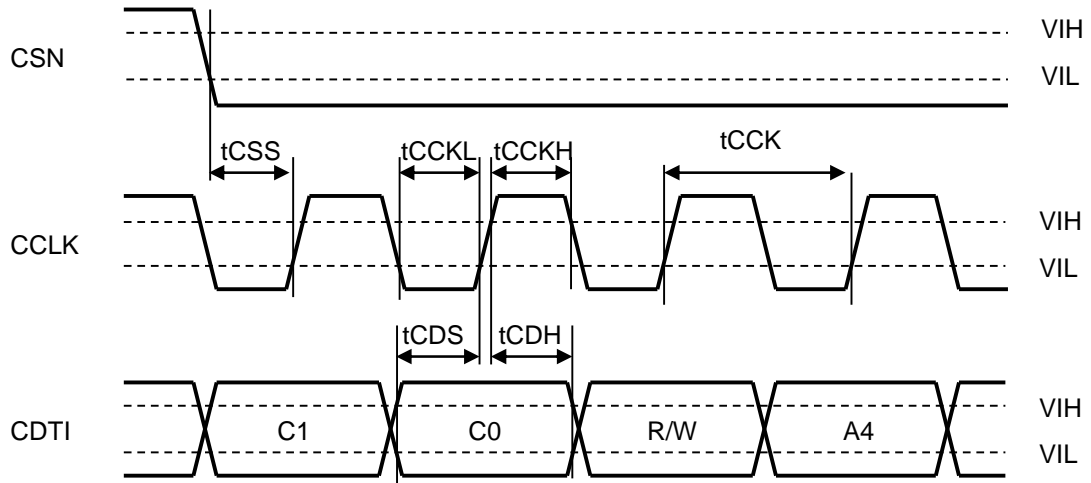 CSN
VIH
VIL
tCSS
tCCKL
tCCKH
tCCK
CCLK
VIH
VIL
tCDS
tCDH
CDTI
C1
C0
R/W
A4
VIH
VIL